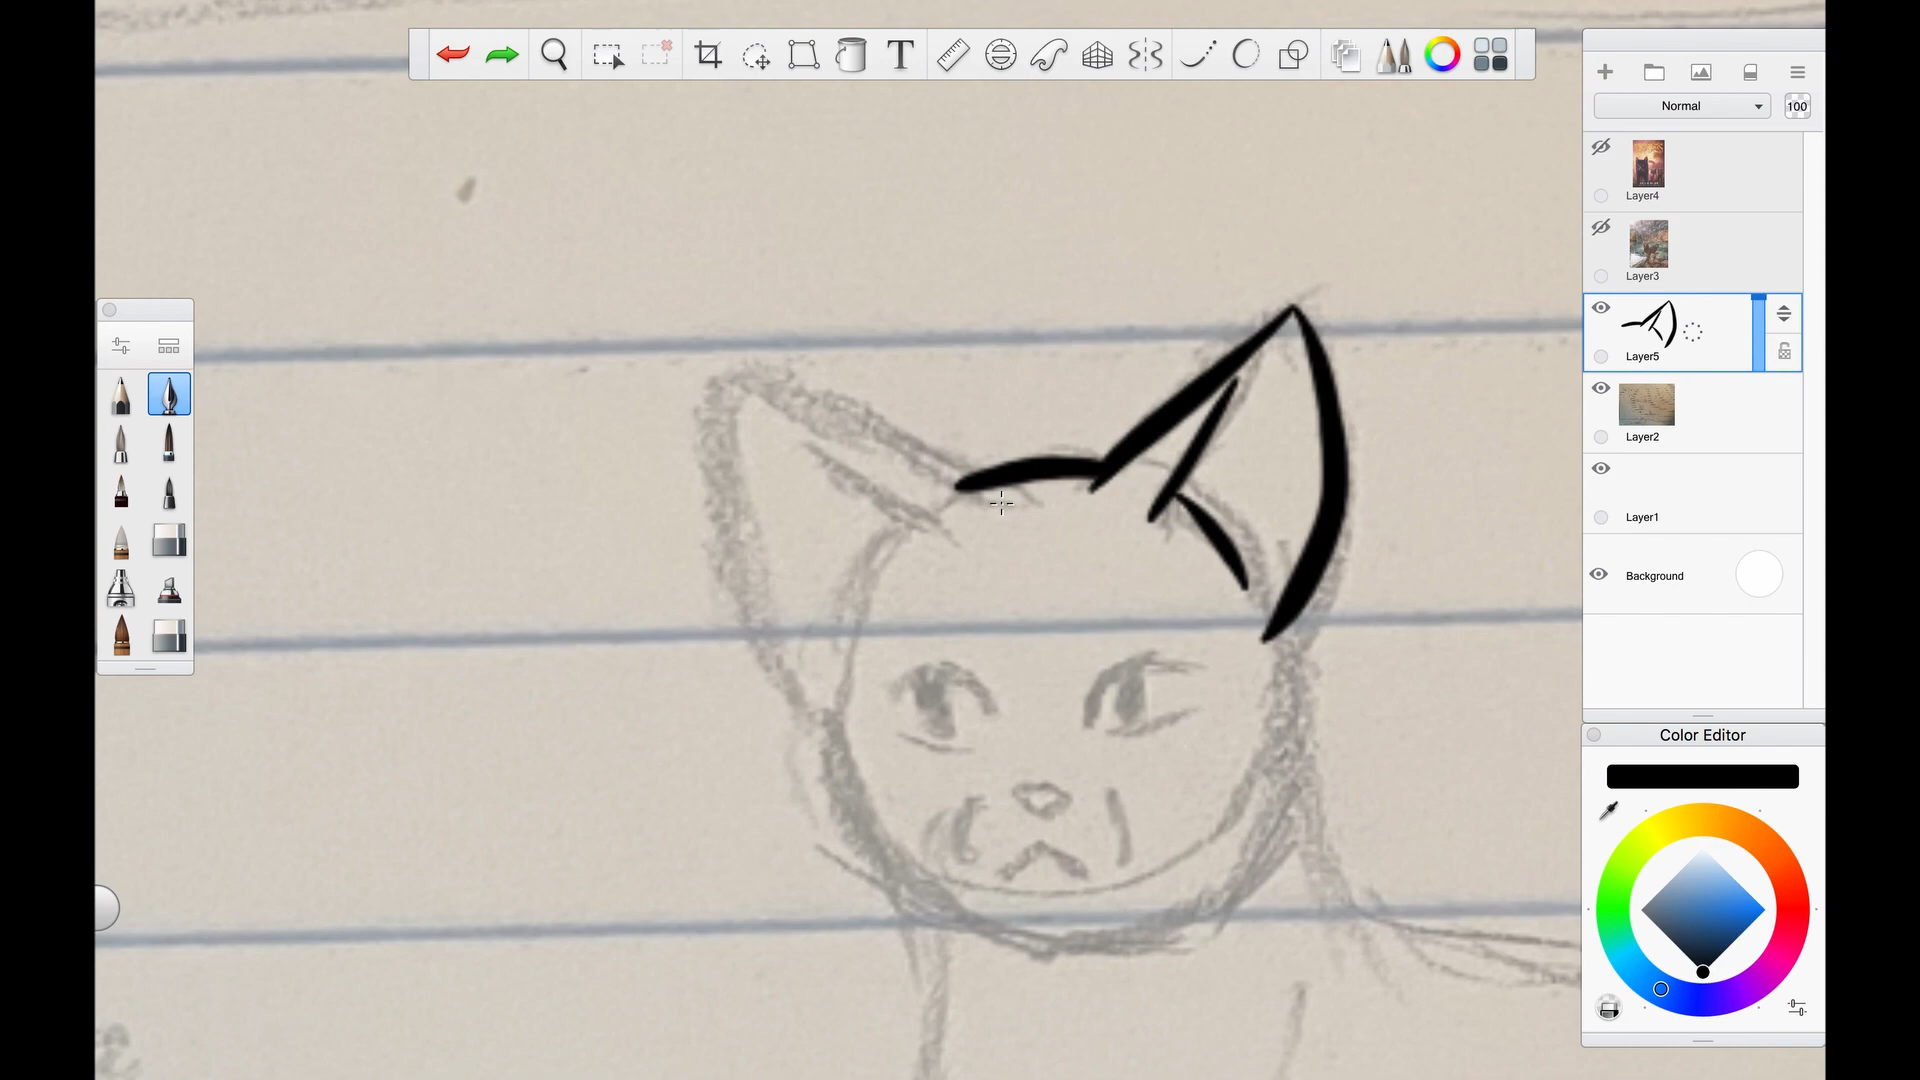 T
Normal
100
Layer4
Layer3
Layer5
Layer2
Layer1
Background
Color Editor